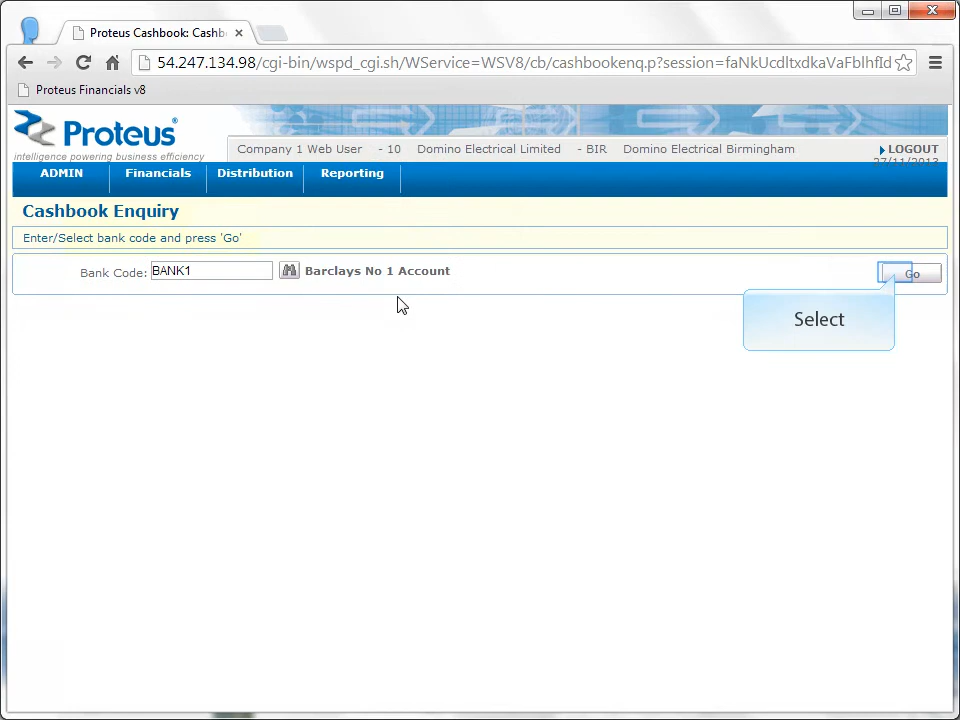 Proteus Cashbook: Cashb
54.247.134.98/cgi-bin/wspd_cgi.sh/WService=WSV8/cb/cashbookenq.p?session=faNkUcdltxdkaVaFblhfId
Proteus Financials v8
Proteus®
intelligence powering business efficiency
Company 1 Web User - 10 Domino Electrical Limited - BIR Domino Electrical Birmingham LOGOUT
27/11/2013
ADMIN Financials Distribution Reporting
Cashbook Enquiry
Enter/Select bank code and press 'Go'
Bank Code: BANK1 Barclays No 1 Account Go
Select